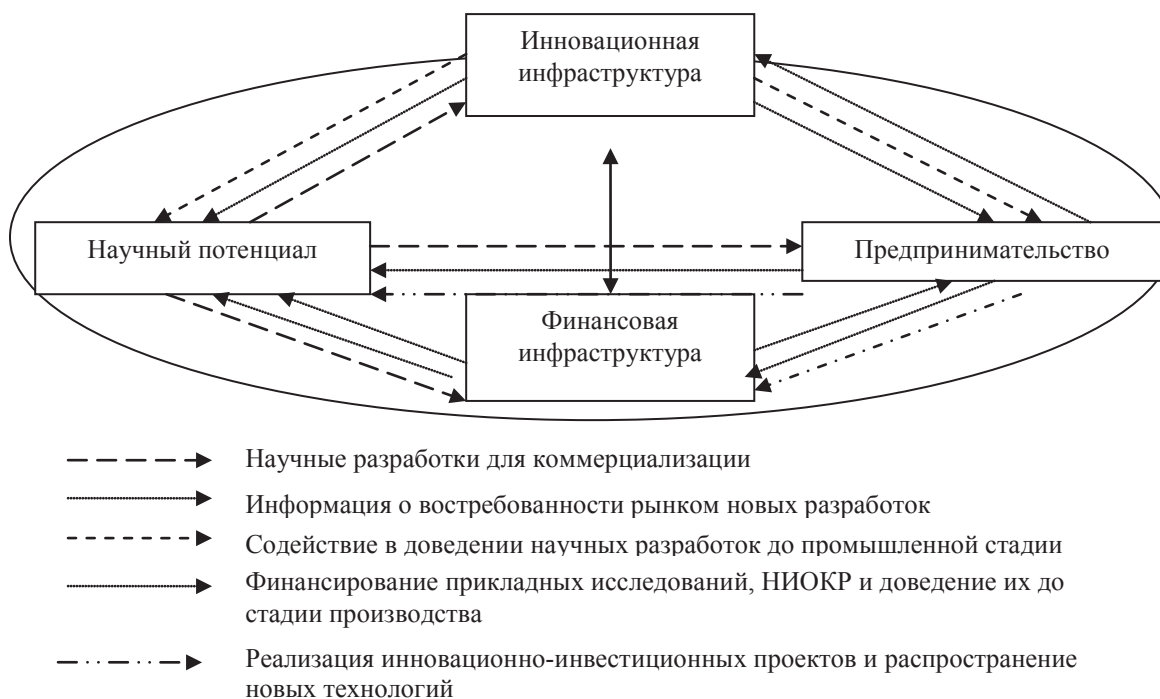 Инновационная
инфраструктура
Научный потенциал
Предпринимательство
Финансовая
инфраструктура
Научные разработки для коммерциализации
Информация о востребованности рынком новых разработок
Содействие в доведении научных разработок до промышленной стадии
Финансирование прикладных исследований, НИОКР и доведение их до
стадии производства
Реализация инновационно-инвестиционных проектов и распространение
новых технологий